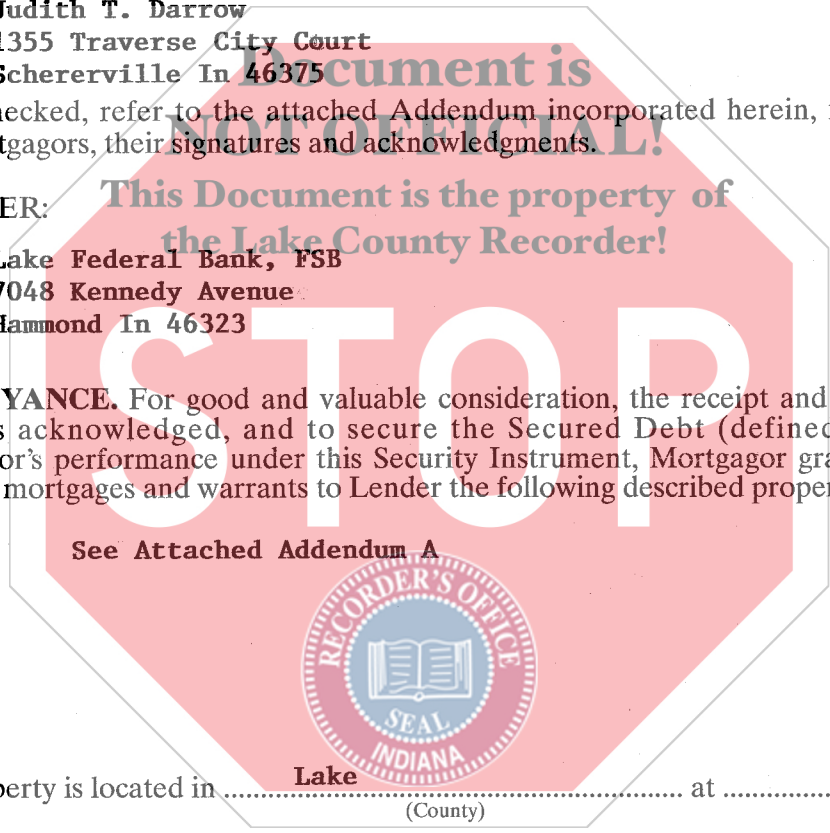 Judith T. Darrow
1355 Traverse City Court
Schererville In 46375
Document is
ecked, refer to the attached Addendum incorporated herein,
NOT OFFICIAL!
tgagors, their signatures and acknowledgments.
This Document is the property of
ER:
the Lake County Recorder!
Lake Federal Bank, FSB
7048 Kennedy Avenue
Hammond In 46323
STOP
YANCE. For good and valuable consideration, the receipt and
s acknowledged, and to secure the Secured Debt (defined
or's performance under this Security Instrument, Mortgagor gra
mortgages and warrants to Lender the following described proper
See Attached Addendum A
RECORDER'S OFFICE
SEAL
INDIANA
perty is located in Lake at
(County)